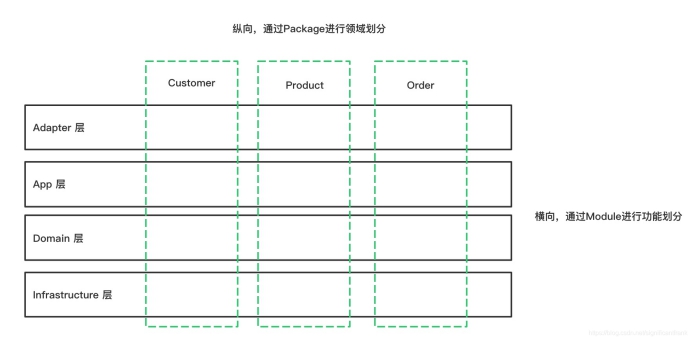 纵向，通过Package进行领域划分
Customer
Product
Order
Adapter 层
App 层
横向，通过Module进行功能划分
Domain 层
Infrastructure 层